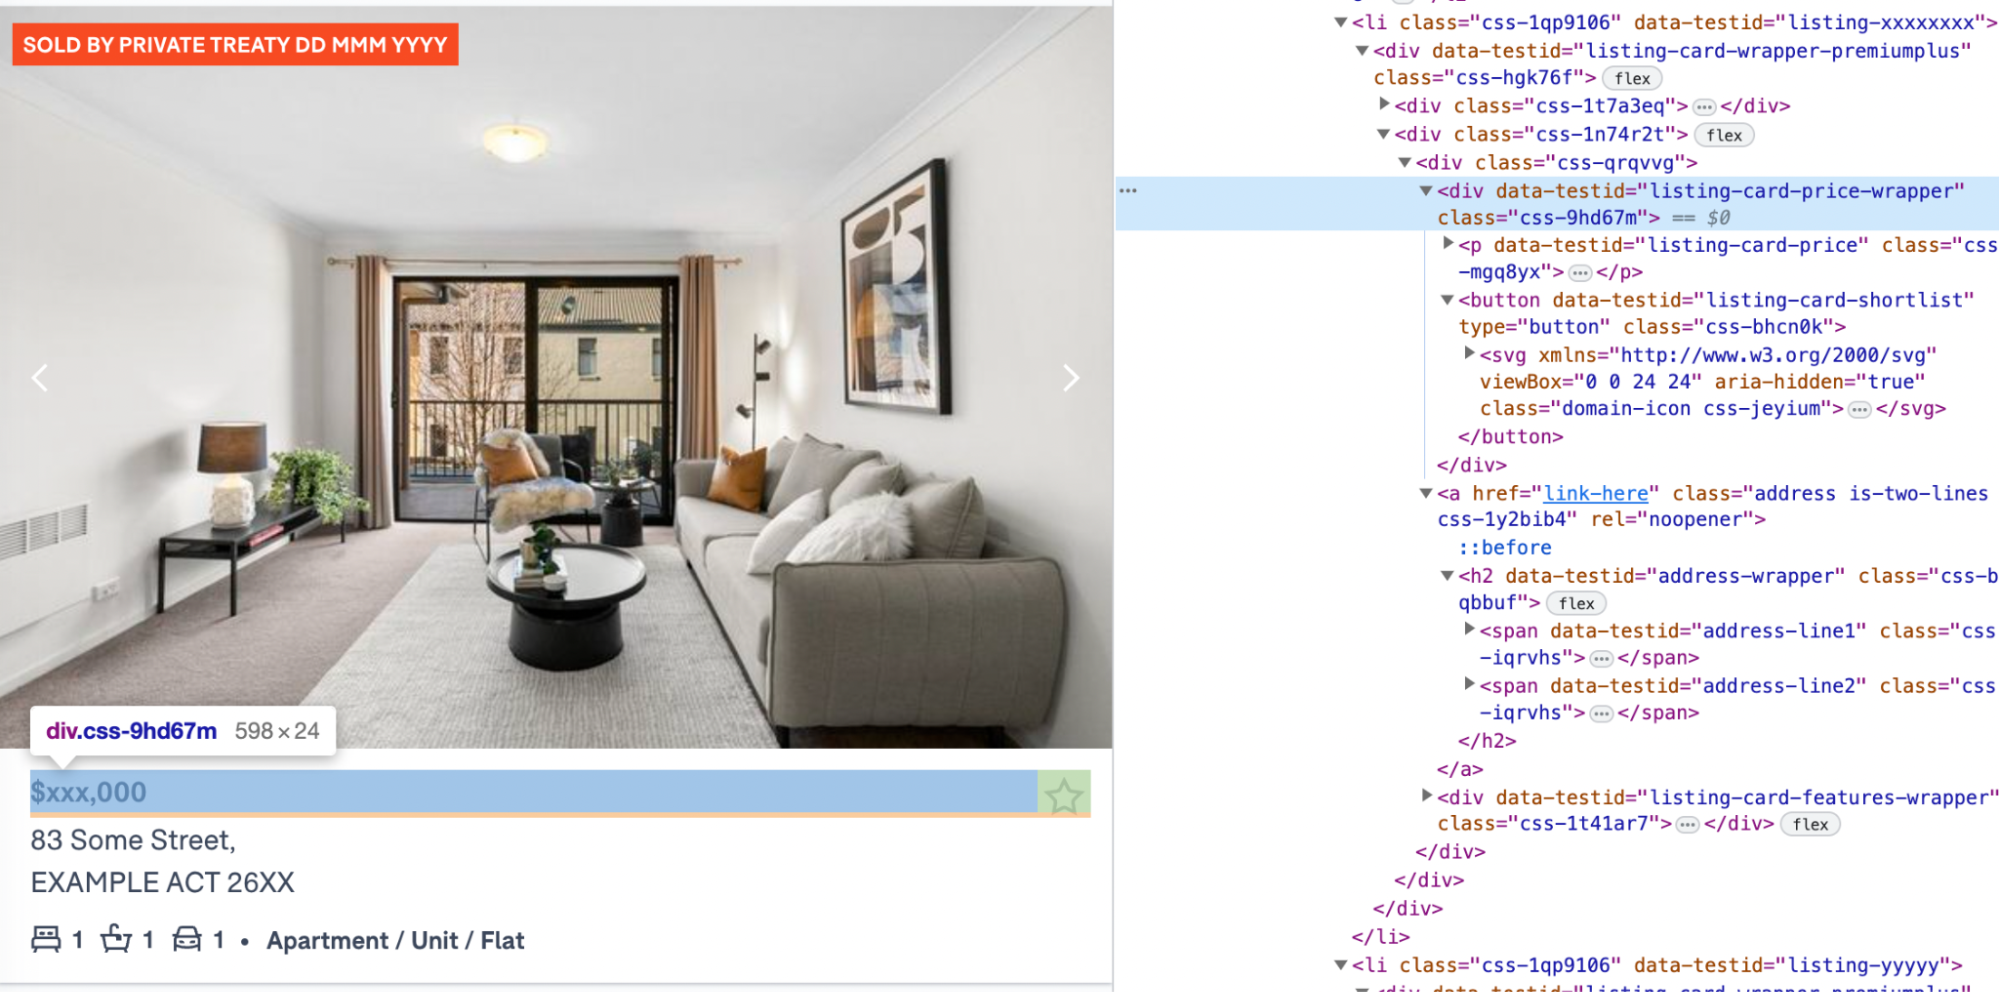 SOLD BY PRIVATE TREATY DD MMM YYYY
div.css-9hd67m 598 × 24
$xxx,000
83 Some Street,
EXAMPLE ACT 26XX
1 1 1 • Apartment / Unit / Flat
<li class="css-1qp9106" data-testid="listing-xxxxxxxx">
<div data-testid="listing-card-wrapper-premiumplus"
class="css-hgk76f"> flex
<div class="css-1t7a3eq"> … </div>
<div class="css-1n74r2t"> flex
<div class="css-qrqvvg">
… <div data-testid="listing-card-price-wrapper"
class="css-9hd67m"> == $0
<p data-testid="listing-card-price" class="css
-mgq8yx"> … </p>
<button data-testid="listing-card-shortlist"
type="button" class="css-bhcn0k">
<svg xmlns="http://www.w3.org/2000/svg"
viewBox="0 0 24 24" aria-hidden="true"
class="domain-icon css-jeyium"> … </svg>
</button>
</div>
<a href="link-here" class="address is-two-lines
css-1y2bib4" rel="noopener">
::before
<h2 data-testid="address-wrapper" class="css-b
qbbuf"> flex
<span data-testid="address-line1" class="css
-iqrvhs"> … </span>
<span data-testid="address-line2" class="css
-iqrvhs"> … </span>
</h2>
</a>
<div data-testid="listing-card-features-wrapper"
class="css-1t41ar7"> … </div> flex
</div>
</div>
</div>
</li>
<li class="css-1qp9106" data-testid="listing-yyyyy">